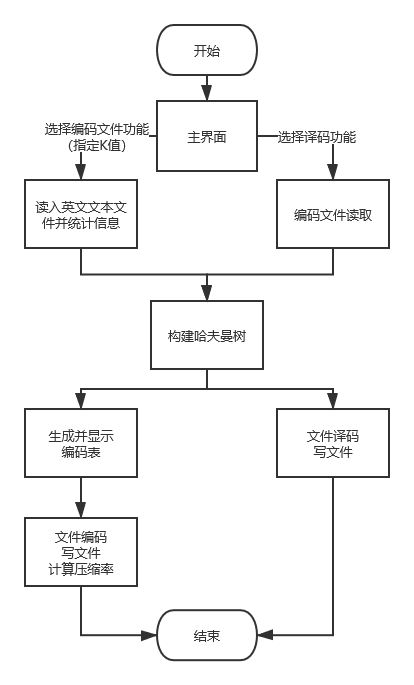 开始
选择编码文件功能
（指定K值）
主界面
选择译码功能
读入英文文本文
件并统计信息
编码文件读取
构建哈夫曼树
生成并显示
编码表
文件译码
写文件
文件编码
写文件
计算压缩率
结束